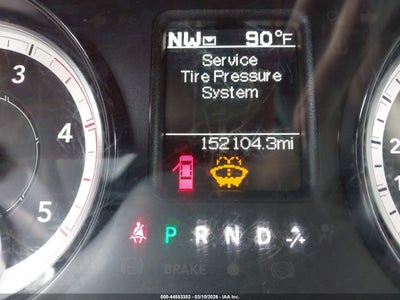 NW 90°F
Service
Tire Pressure
System
152104.3mi
3
4
5
P R N D -/+
BRAKE
000-44553382 - 03/10/2026 - IAA Inc.